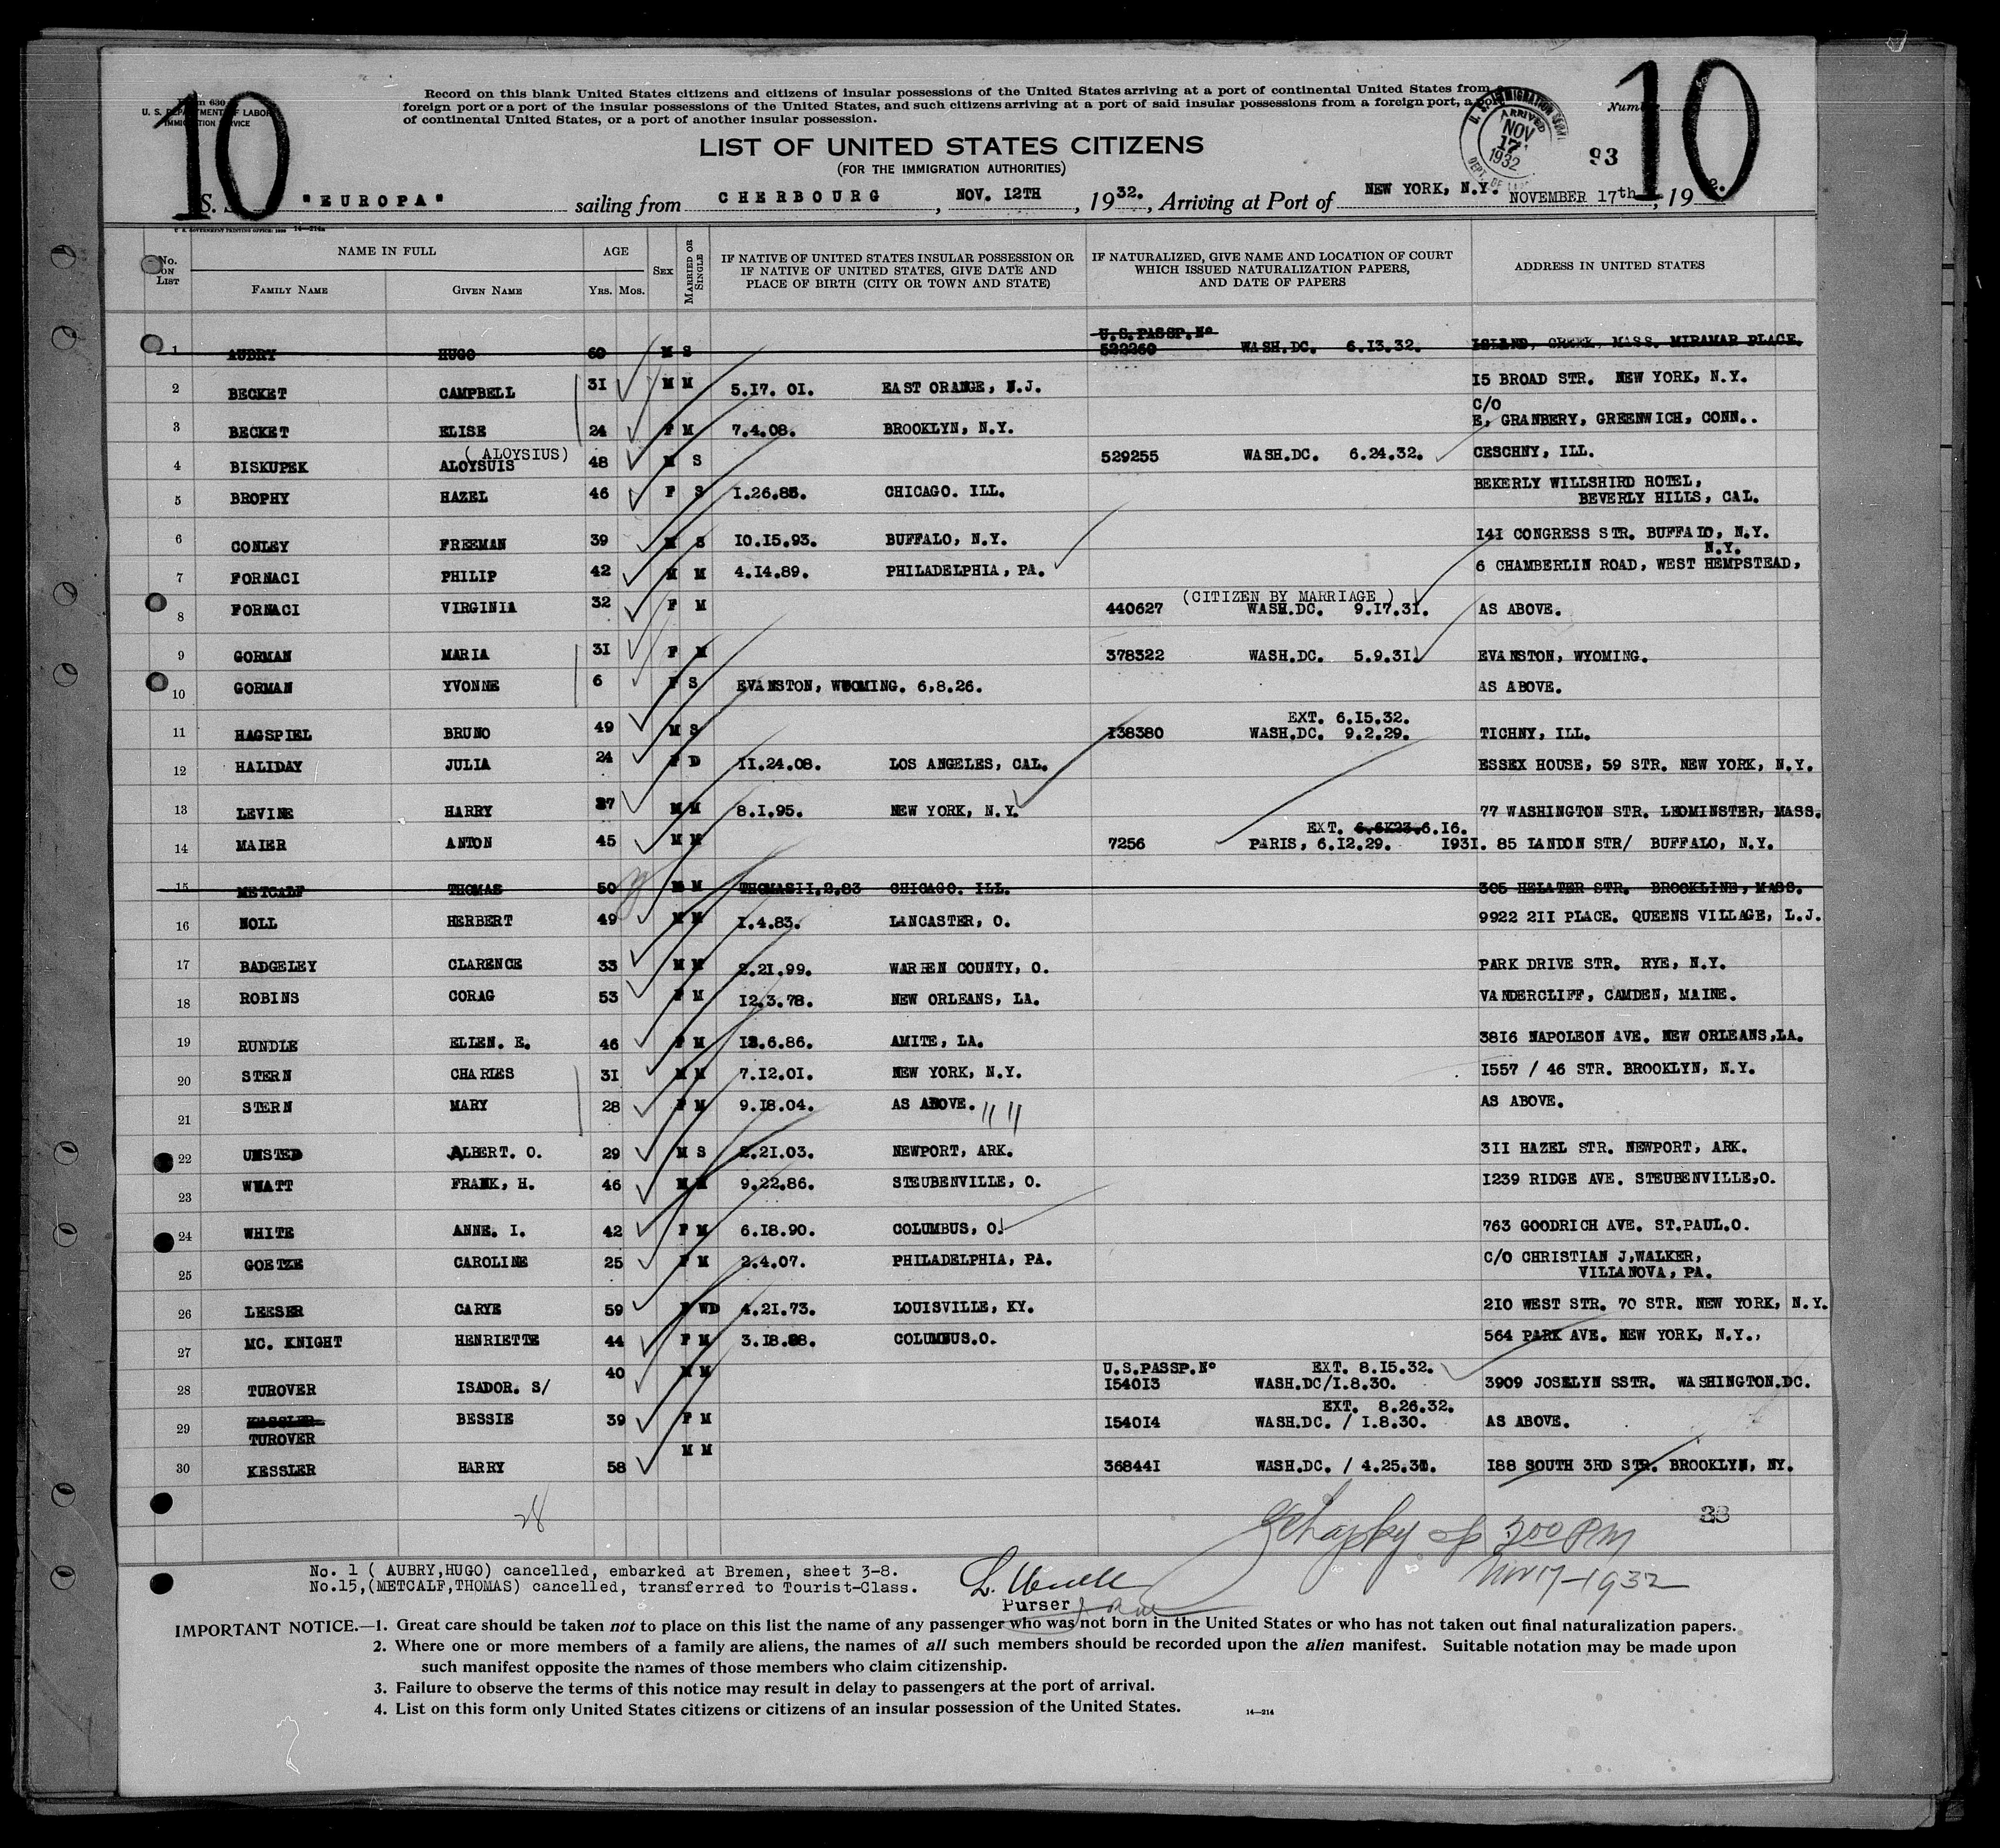 10
10
Form 630
U. S. DEPARTMENT OF LABOR
IMMIGRATION SERVICE
Record on this blank United States citizens and citizens of insular possessions of the United States arriving at a port of continental United States from a
foreign port or a port of the insular possessions of the United States, and such citizens arriving at a port of said insular possessions from a foreign port, a port
of continental United States, or a port of another insular possession.
LIST OF UNITED STATES CITIZENS
(FOR THE IMMIGRATION AUTHORITIES)
ARRIVED NOV 17 1932
93
S. S. "EUROPA" sailing from CHERBOURG, NOV. 12TH, 1932., Arriving at Port of NEW YORK, N.Y. NOVEMBER 17th, 19 2.
U. S. GOVERNMENT PRINTING OFFICE: 1930 14—214a
No. ON LIST
NAME IN FULL
FAMILY NAME
GIVEN NAME
AGE
YRS. MOS.
SEX
MARRIED OR SINGLE
IF NATIVE OF UNITED STATES INSULAR POSSESSION OR
IF NATIVE OF UNITED STATES, GIVE DATE AND
PLACE OF BIRTH (CITY OR TOWN AND STATE)
IF NATURALIZED, GIVE NAME AND LOCATION OF COURT
WHICH ISSUED NATURALIZATION PAPERS,
AND DATE OF PAPERS
ADDRESS IN UNITED STATES
U.S.PASSP.No
1 AUBRY HUGO 60 M S 522260 WASH.DC. 6.13.32. ISLAND, CREEK, MASS. MIRAMAR PLACE.
2 BECKET CAMPBELL 31 M M 5.17. 01. EAST ORANGE, N.J. 15 BROAD STR. NEW YORK, N.Y.
C/O
3 BECKET ELISE 24 F M 7.4.08. BROOKLYN, N.Y. E, GRANBERY, GREENWICH, CONN..
( ALOYSIUS)
4 BISKUPEK ALOYSUIS 48 M S 529255 WASH.DC. 6.24.32. CESCHNY, ILL.
5 BROPHY HAZEL 46 F S 1.26.86. CHICAGO. ILL. BEKERLY WILLSHIRD HOTEL,
BEVERLY HILLS, CAL.
6 CONLEY FREEMAN 39 M S 10.15.93. BUFFALO, N.Y. 141 CONGRESS STR. BUFFALO, N.Y.
N.Y.
7 FORNACI PHILIP 42 M M 4.14.89. PHILADELPHIA, PA. 6 CHAMBERLIN ROAD, WEST HEMPSTEAD,
(CITIZEN BY MARRIAGE )
8 FORNACI VIRGINIA 32 F M 440627 WASH.DC. 9.17.31. AS ABOVE.
9 GORMAN MARIA 31 F M 378322 WASH.DC. 5.9.31. EVANSTON, WYOMING.
10 GORMAN YVONNE 6 F S EVANSTON, WYOMING. 6,8.26. AS ABOVE.
EXT. 6.15.32.
11 HAGSPIEL BRUNO 49 M S 138380 WASH.DC. 9.2.29. TICHNY, ILL.
12 HALIDAY JULIA 24 F D 11.24.08. LOS ANGELES, CAL. ESSEX HOUSE, 59 STR. NEW YORK, N.Y.
13 LEVINE HARRY 37 M M 8.1.95. NEW YORK, N.Y. 77 WASHINGTON STR. LEOMINSTER, MASS.
EXT. 6.6K23.6.16.
14 MAIER ANTON 45 M M 7256 PARIS, 6.12.29. 1931. 85 LANDON STR/ BUFFALO, N.Y.
15 METCALF THOMAS 50 M M THOMAS11.2.83 CHICAGO. ILL. 305 HELATER STR. BROOKLINE, MASS.
16 NOLL HERBERT 49 M M 1.4.83. LANCASTER, O. 9922 211 PLACE. QUEENS VILLAGE, L.J.
17 BADGELEY CLARENCE 33 M M 2.21.99. WARREN COUNTY, O. PARK DRIVE STR. RYE, N.Y.
18 ROBINS CORAG 53 F M 12.3.78. NEW ORLEANS, LA. VANDERCLIFF, CAMDEN, MAINE.
19 RUNDLE ELLEN. E. 46 F M 12.6.86. AMITE, LA. 3816 NAPOLEON AVE. NEW ORLEANS,LA.
20 STERN CHARLES 31 M M 7.12.01. NEW YORK, N.Y. 1557 / 46 STR. BROOKLYN, N.Y.
21 STERN MARY 28 F M 9.18.04. AS ABOVE. " " AS ABOVE.
22 UMSTED ALBERT. O. 29 M S 2.21.03. NEWPORT, ARK. 311 HAZEL STR. NEWPORT, ARK.
23 WYATT FRANK, H. 46 M M 9.22.86. STEUBENVILLE, O. 1239 RIDGE AVE. STEUBENVILLE,O.
24 WHITE ANNE. I. 42 F M 6.18.90. COLUMBUS, O. 763 GOODRICH AVE. ST.PAUL.O.
25 GOETZE CAROLINE 25 F M 2.4.07. PHILADELPHIA, PA. C/O CHRISTIAN J,WALKER,
VILLANOVA, PA.
26 LEESER CARYE 59 F WD 4.21.73. LOUISVILLE, KY. 210 WEST STR. 70 STR. NEW YORK, N.Y.
27 MC. KNIGHT HENRIETTE 44 F M 3.18.88. COLUMBUS.O. 564 PARK AVE. NEW YORK, N.Y.,
U.S.PASSP.No EXT. 8.15.32.
28 TUROVER ISADOR. S/ 40 M M 154013 WASH.DC/1.8.30. 3909 JOSELYN SSTR. WASHINGTON.DC.
EXT. 8.26.32.
29 KESSLER BESSIE 39 F M 154014 WASH.DC. / 1.8.30. AS ABOVE.
TUROVER
30 KESSLER HARRY 58 M M 368441 WASH.DC. / 4.25.31. 188 SOUTH 3RD STR. BROOKLYN, NY.
28
300 PM
Nov 17-1932
No. 1 ( AUBRY,HUGO) cancelled, embarked at Bremen, sheet 3-8.
No.15,(METCALF,THOMAS) cancelled, transferred to Tourist-Class.
Purser
IMPORTANT NOTICE.—1. Great care should be taken not to place on this list the name of any passenger who was not born in the United States or who has not taken out final naturalization papers.
2. Where one or more members of a family are aliens, the names of all such members should be recorded upon the alien manifest. Suitable notation may be made upon
such manifest opposite the names of those members who claim citizenship.
3. Failure to observe the terms of this notice may result in delay to passengers at the port of arrival.
4. List on this form only United States citizens or citizens of an insular possession of the United States.
14—214